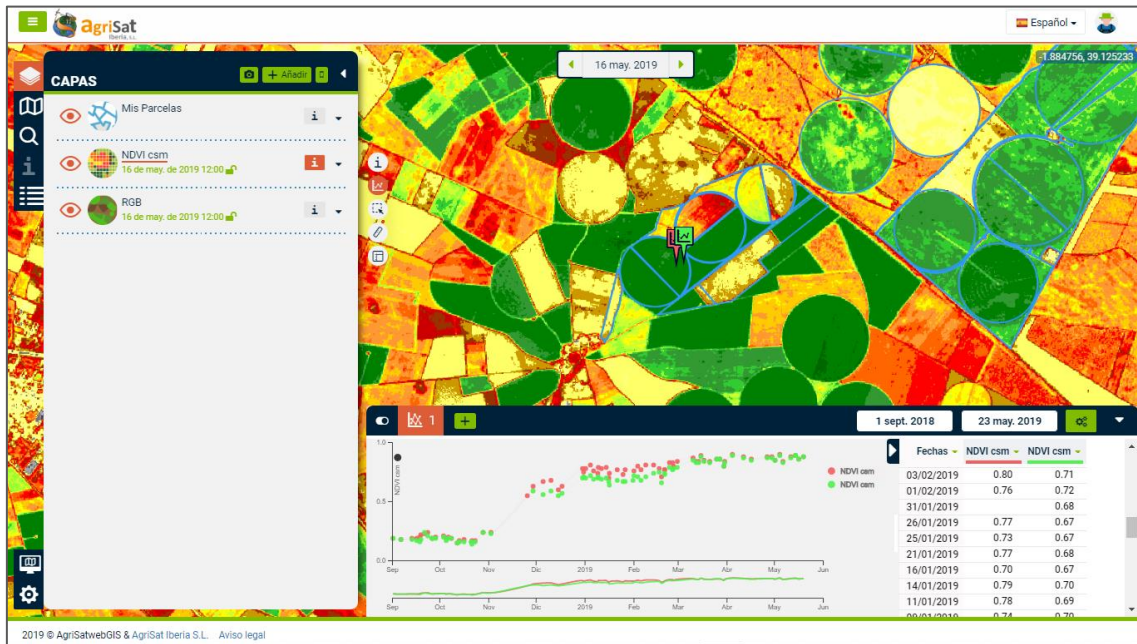 agriSat
Iberia, S.L.
Español
CAPAS
+ Añadir
16 may. 2019
-1.884756, 39.125233
Mis Parcelas
i
NDVI csm
16 de may. de 2019 12:00
i
RGB
16 de may. de 2019 12:00
i
1
+
1 sept. 2018
23 may. 2019
1.0
0.5
0.0
NDVI csm
Sep Oct Nov Dic 2019 Feb Mar Abr May Jun
Sep Oct Nov Dic 2019 Feb Mar Abr May Jun
NDVI csm
NDVI csm
Fechas NDVI csm NDVI csm
03/02/2019 0.80 0.71
01/02/2019 0.76 0.72
31/01/2019 0.68
26/01/2019 0.77 0.67
25/01/2019 0.73 0.67
21/01/2019 0.77 0.68
16/01/2019 0.70 0.67
14/01/2019 0.79 0.70
11/01/2019 0.78 0.69
09/01/2019 0.74 0.70
2019 © AgriSatwebGIS & AgriSat Iberia S.L. Aviso legal